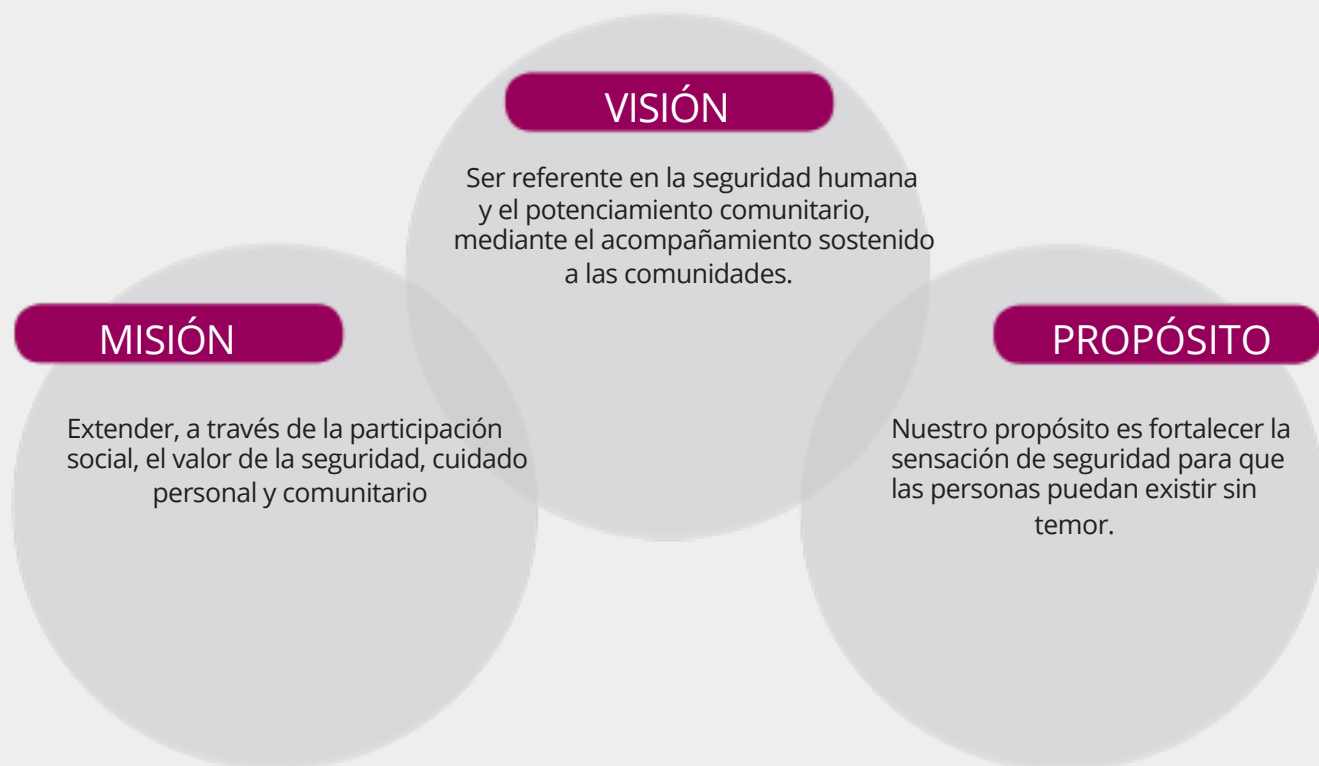 VISIÓN
Ser referente en la seguridad humana
y el potenciamiento comunitario,
mediante el acompañamiento sostenido
a las comunidades.
MISIÓN
Extender, a través de la participación
social, el valor de la seguridad, cuidado
personal y comunitario
PROPÓSITO
Nuestro propósito es fortalecer la
sensación de seguridad para que
las personas puedan existir sin
temor.